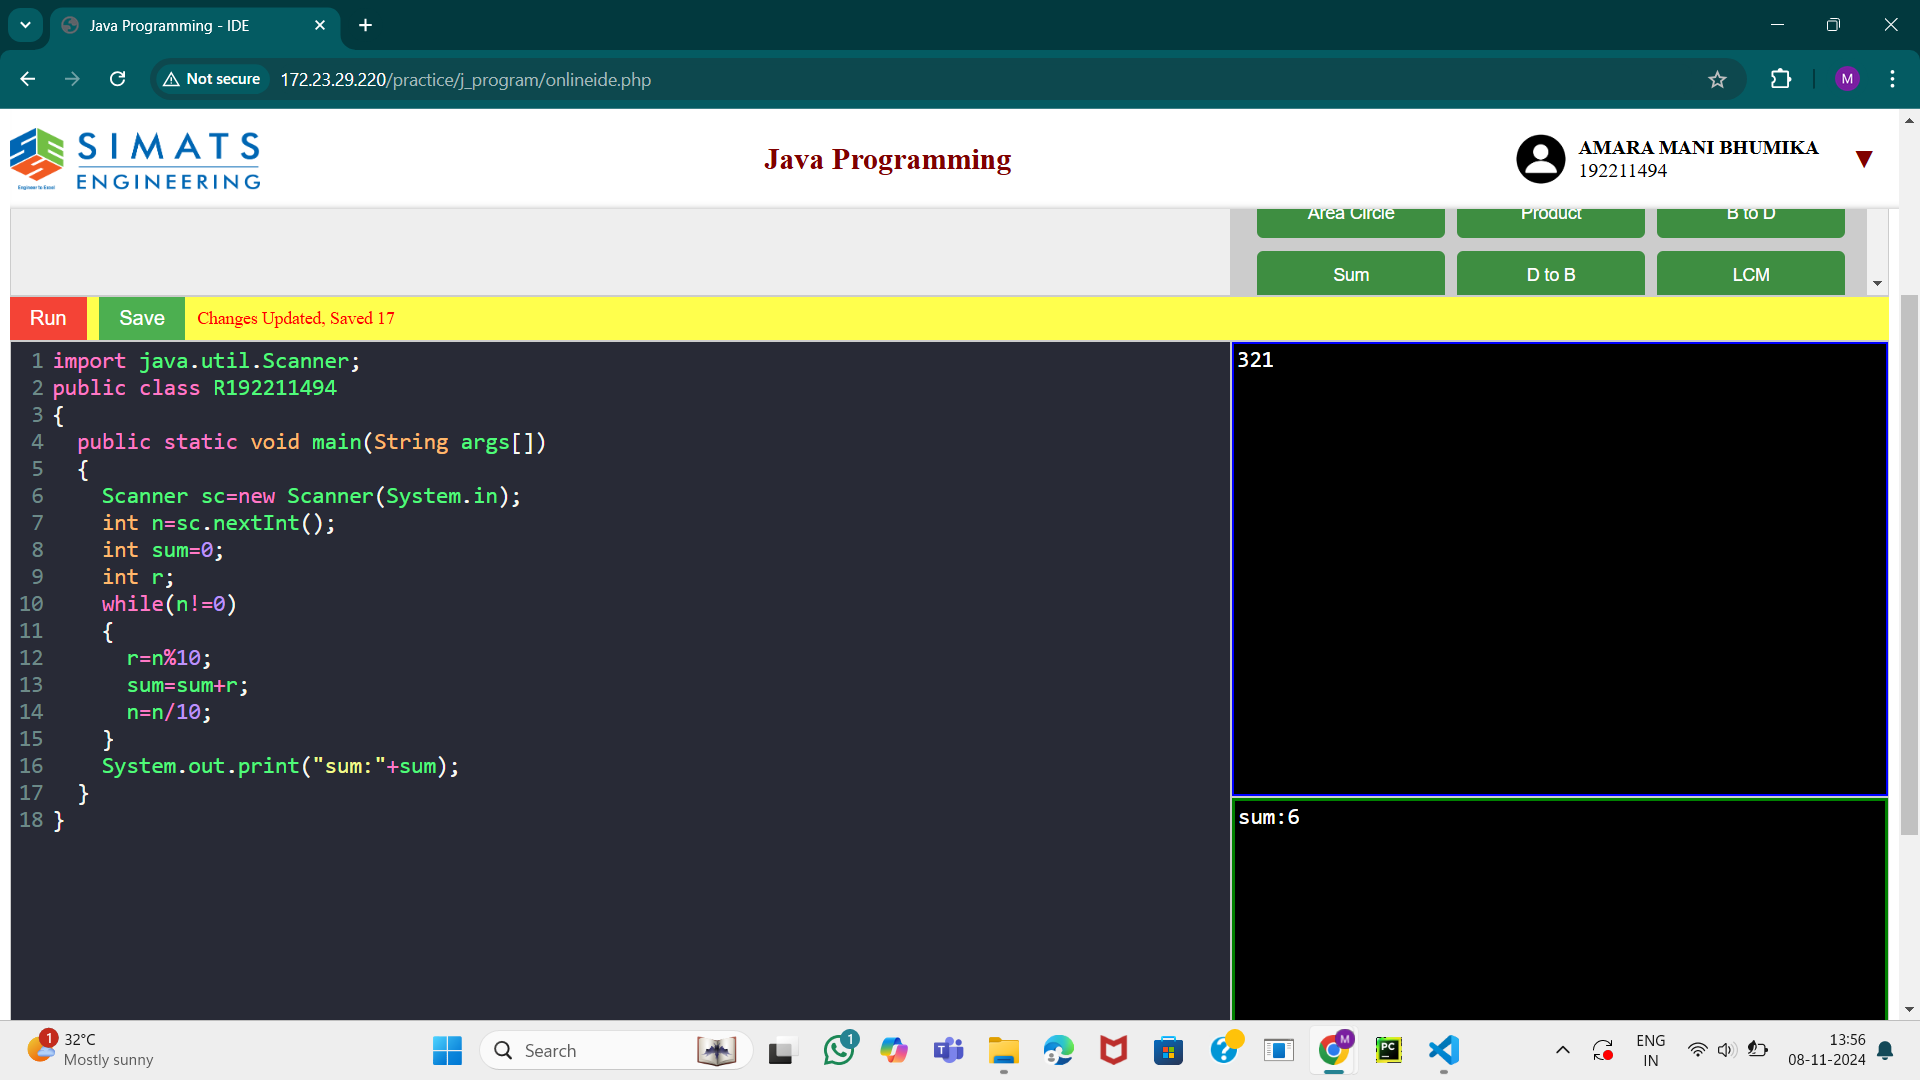 Java Programming - IDE
Not secure
172.23.29.220/practice/j_program/onlineide.php
M
SIMATS
ENGINEERING
Engineer to Excel
Java Programming
AMARA MANI BHUMIKA
192211494
Area Circle
Product
B to D
Sum
D to B
LCM
Run
Save
Changes Updated, Saved 17
1 import java.util.Scanner;
2 public class R192211494
3 {
4   public static void main(String args[])
5   {
6     Scanner sc=new Scanner(System.in);
7     int n=sc.nextInt();
8     int sum=0;
9     int r;
10     while(n!=0)
11     {
12       r=n%10;
13       sum=sum+r;
14       n=n/10;
15     }
16     System.out.print("sum:"+sum);
17   }
18 }
321
sum:6
1
32°C
Mostly sunny
Search
1
M
PC
ENG
IN
13:56
08-11-2024